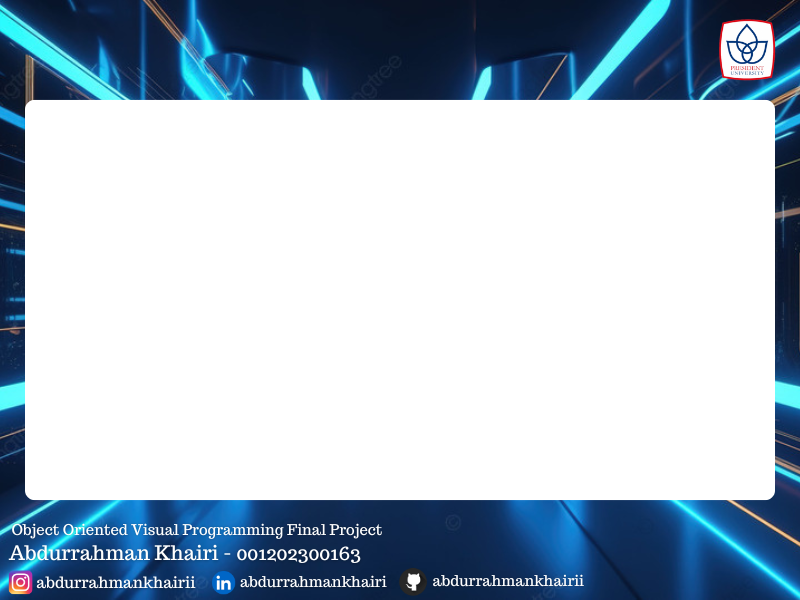 PRESIDENT
UNIVERSITY
Object Oriented Visual Programming Final Project
Abdurrahman Khairi - 001202300163
abdurrahmankhairii abdurrahmankhairi abdurrahmankhairii